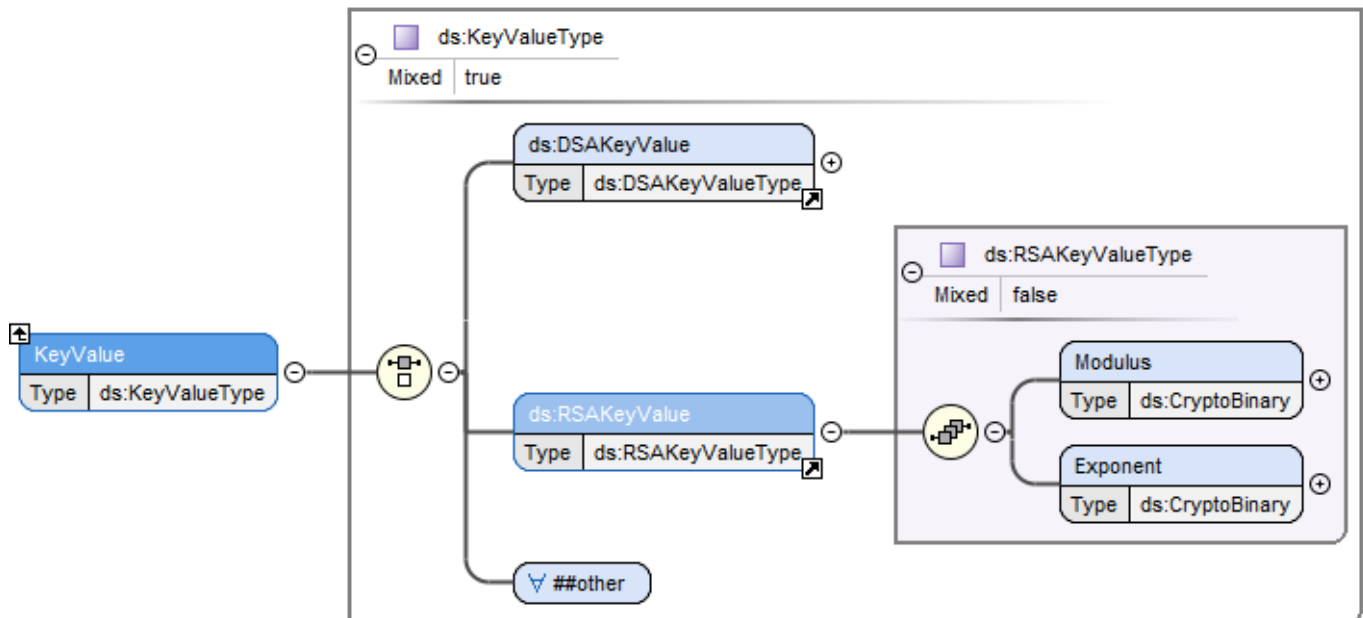 ds:KeyValueType
Mixed true
ds:DSAKeyValue
Type ds:DSAKeyValueType
ds:RSAKeyValueType
Mixed false
KeyValue
Type ds:KeyValueType
ds:RSAKeyValue
Type ds:RSAKeyValueType
Modulus
Type ds:CryptoBinary
Exponent
Type ds:CryptoBinary
∀ ##other